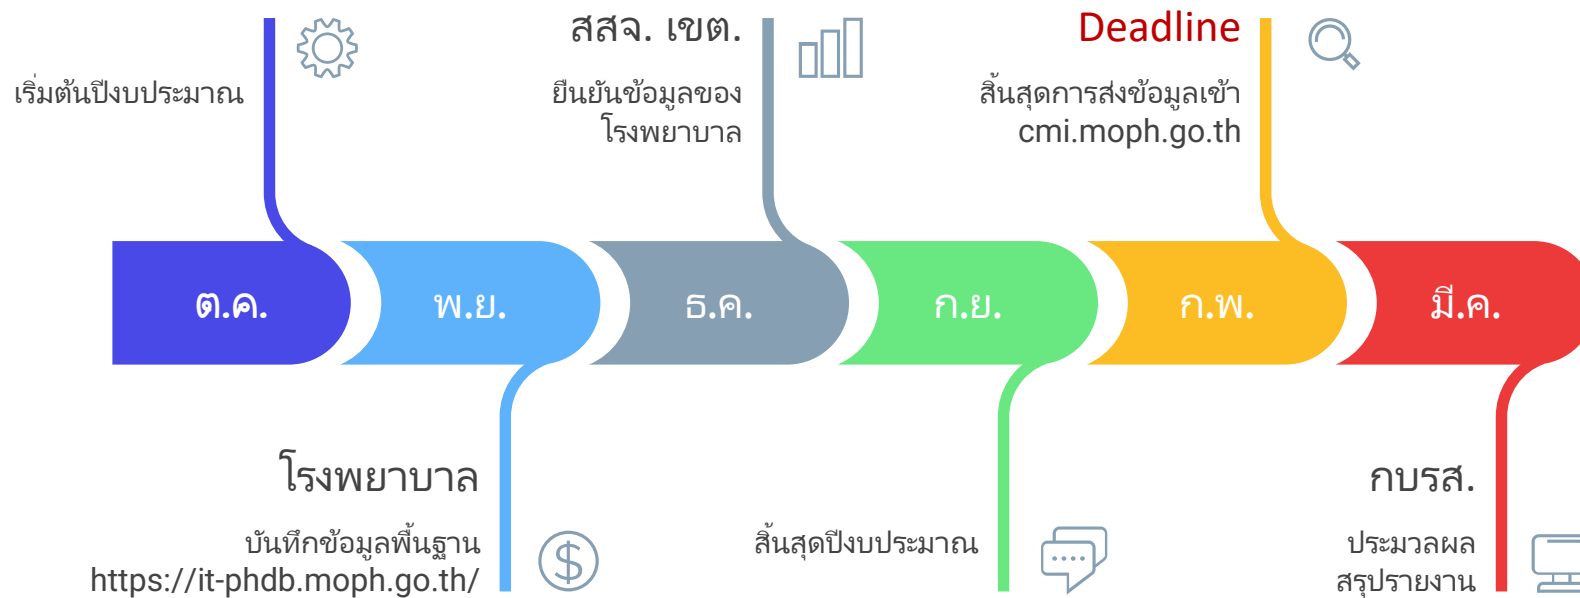 เริ่มต้นปีงบประมาณ
สสจ. เขต.
ยืนยันข้อมูลของ
โรงพยาบาล
Deadline
สิ้นสุดการส่งข้อมูลเข้า
cmi.moph.go.th
ต.ค.
พ.ย.
ธ.ค.
ก.ย.
ก.พ.
มี.ค.
โรงพยาบาล
บันทึกข้อมูลพื้นฐาน
https://it-phdb.moph.go.th/
สิ้นสุดปีงบประมาณ
กบรส.
ประมวลผล
สรุปรายงาน